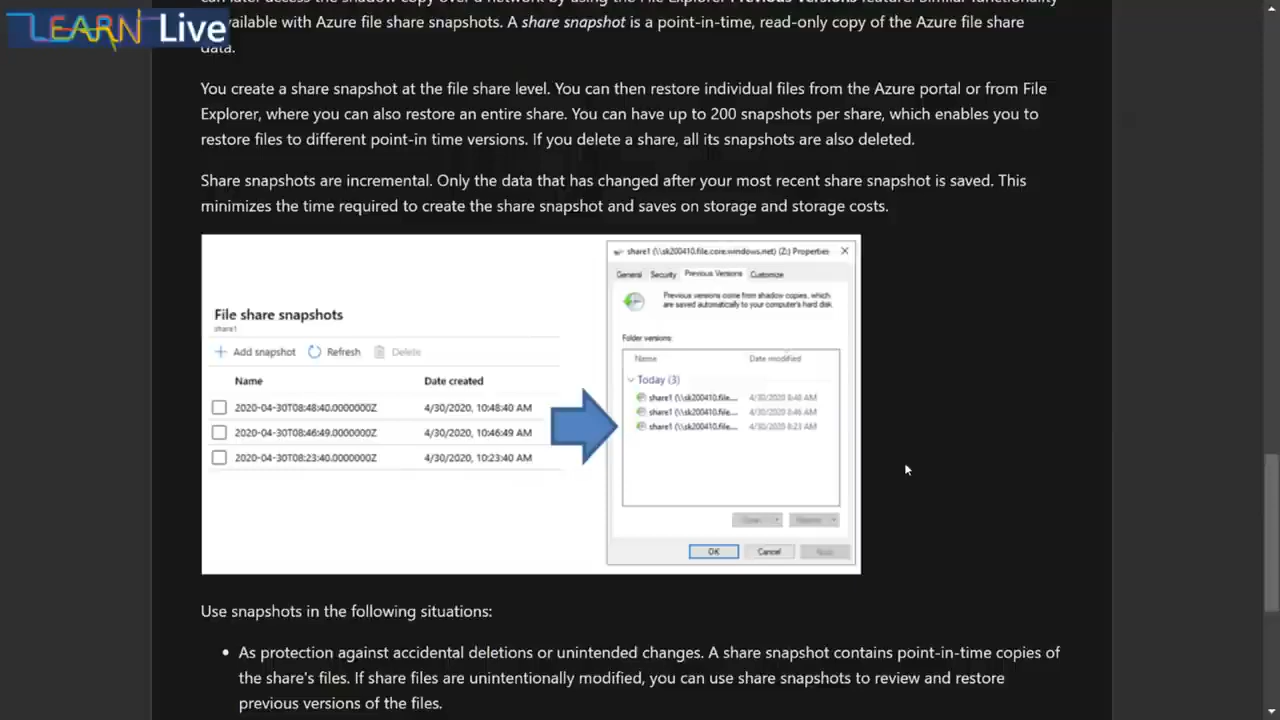 can later access the shadow copy over a network by using the File Explorer Previous Versions feature. Similar functionality
available with Azure file share snapshots. A share snapshot is a point-in-time, read-only copy of the Azure file share
LEARN Live
data.
You create a share snapshot at the file share level. You can then restore individual files from the Azure portal or from File
Explorer, where you can also restore an entire share. You can have up to 200 snapshots per share, which enables you to
restore files to different point-in time versions. If you delete a share, all its snapshots are also deleted.
Share snapshots are incremental. Only the data that has changed after your most recent share snapshot is saved. This
minimizes the time required to create the share snapshot and saves on storage and storage costs.
File share snapshots
share1
Add snapshot Refresh Delete
Name Date created
2020-04-30T08:48:40.0000000Z 4/30/2020, 10:48:40 AM
2020-04-30T08:46:49.0000000Z 4/30/2020, 10:46:49 AM
2020-04-30T08:23:40.0000000Z 4/30/2020, 10:23:40 AM
share1 (\\sk200410.file.core.windows.net) (Z:) Properties
General Security Previous Versions Customize
Previous versions come from shadow copies, which
are saved automatically to your computer's hard disk.
Folder versions:
Name Date modified
Today (3)
share1 (\\sk200410.file.... 4/30/2020 8:48 AM
share1 (\\sk200410.file.... 4/30/2020 8:46 AM
share1 (\\sk200410.file.... 4/30/2020 8:23 AM
OK Cancel Apply
Use snapshots in the following situations:
• As protection against accidental deletions or unintended changes. A share snapshot contains point-in-time copies of
the share's files. If share files are unintentionally modified, you can use share snapshots to review and restore
previous versions of the files.